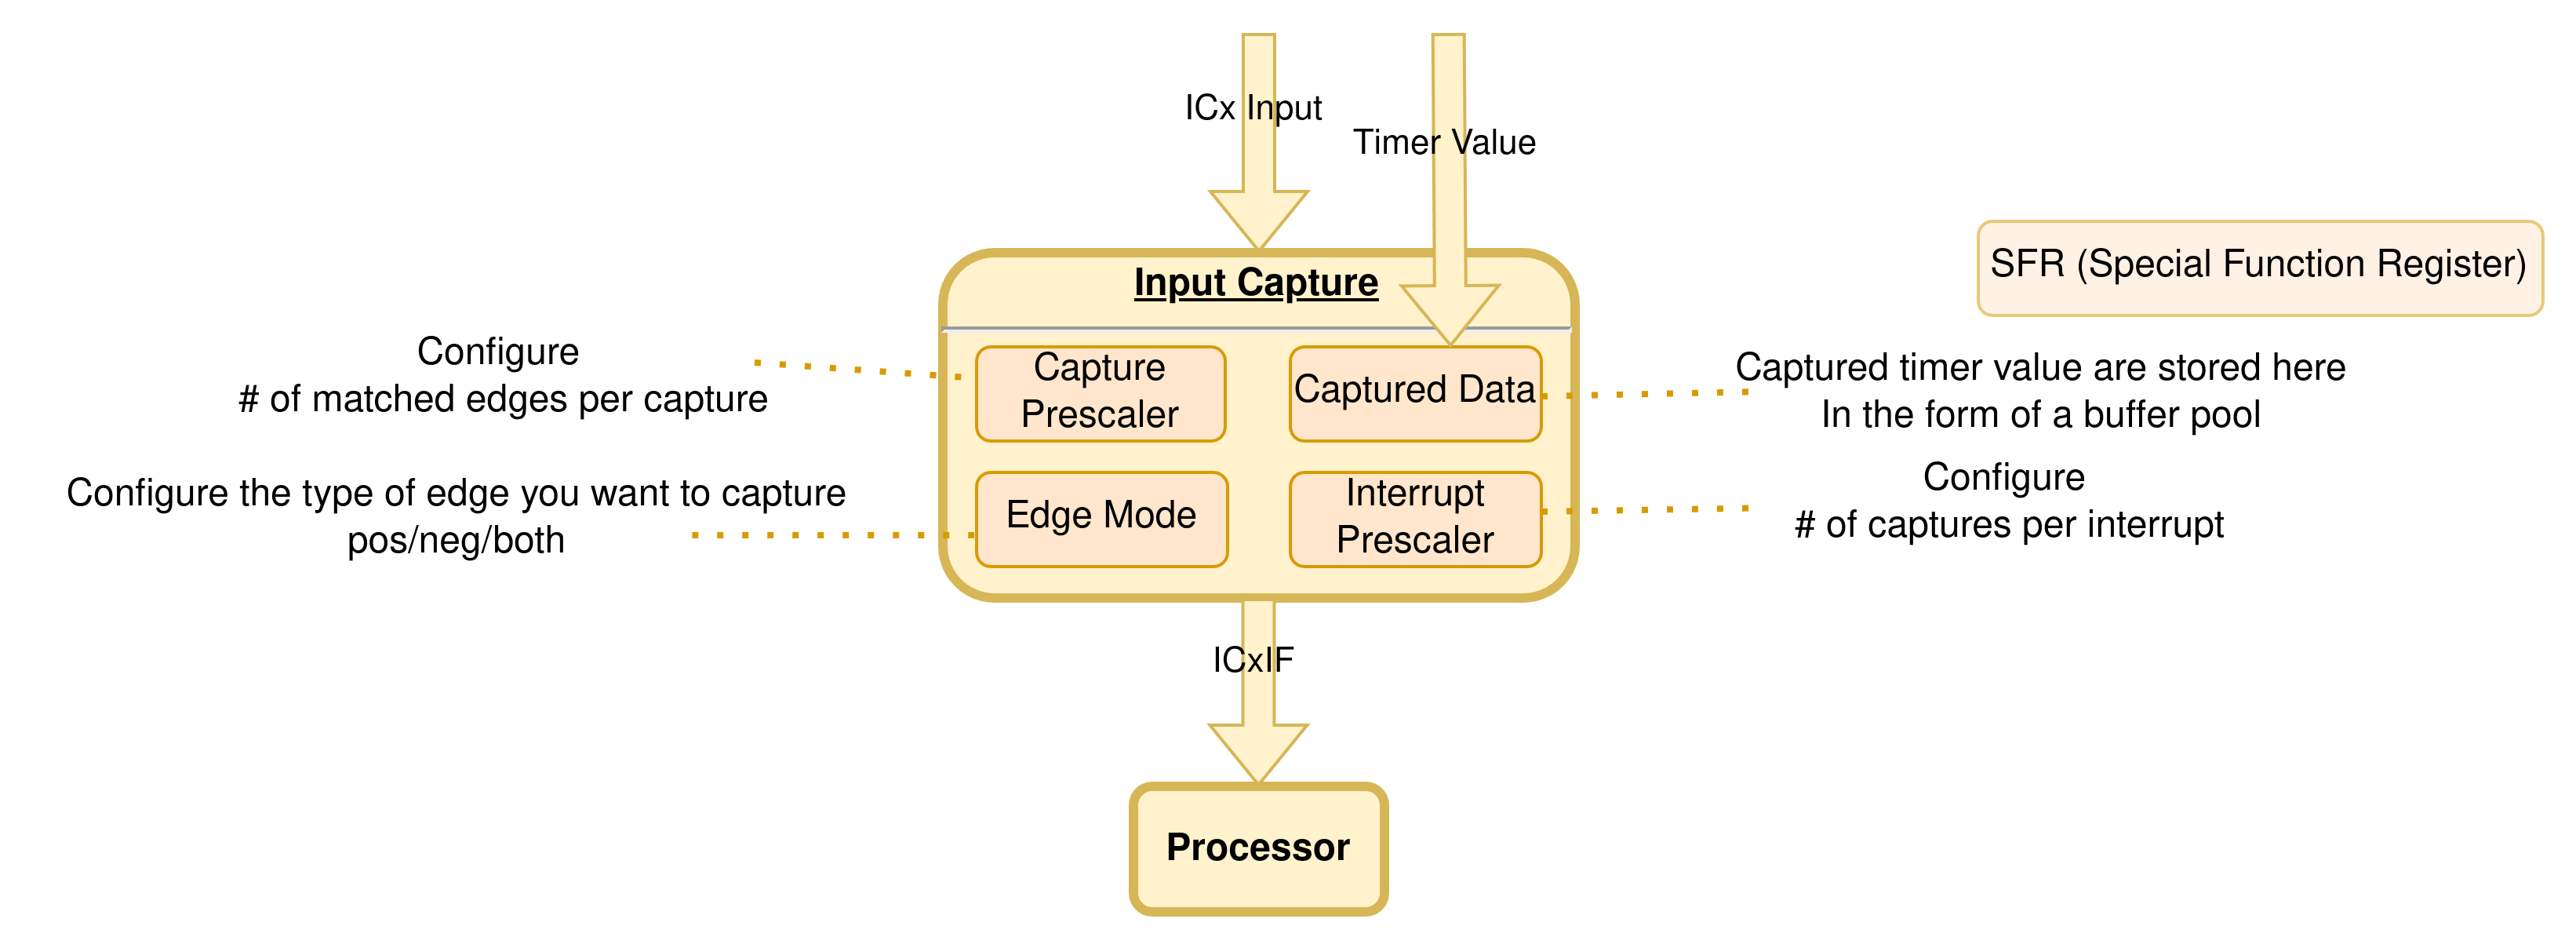 ICx Input
Timer Value
SFR (Special Function Register)
Input Capture
Configure
# of matched edges per capture
Capture
Prescaler
Captured Data
Captured timer value are stored here
In the form of a buffer pool
Configure the type of edge you want to capture
pos/neg/both
Edge Mode
Interrupt
Prescaler
Configure
# of captures per interrupt
ICxIF
Processor